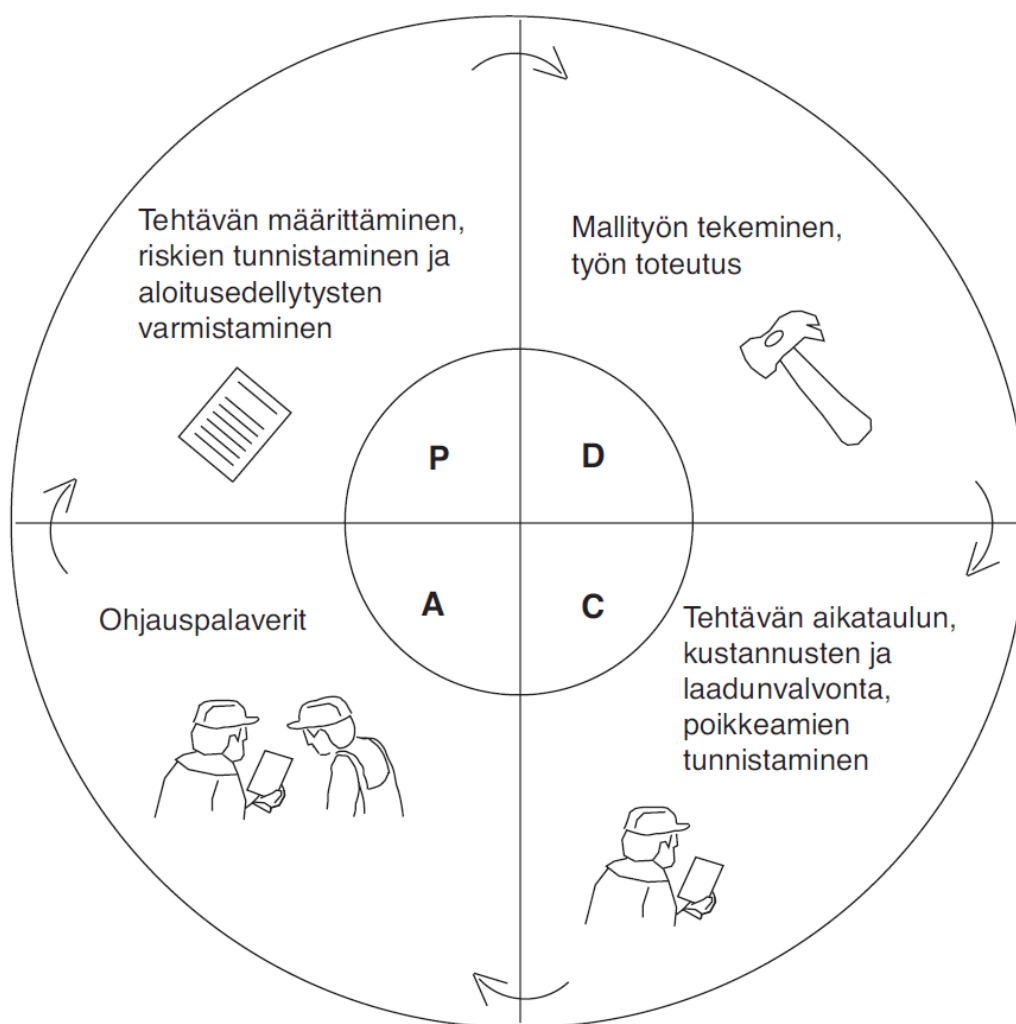 Tehtävän määrittäminen,
riskien tunnistaminen ja
aloitusedellytysten
varmistaminen
Mallityön tekeminen,
työn toteutus
P
D
A
C
Ohjauspalaverit
Tehtävän aikataulun,
kustannusten ja
laadunvalvonta,
poikkeamien
tunnistaminen